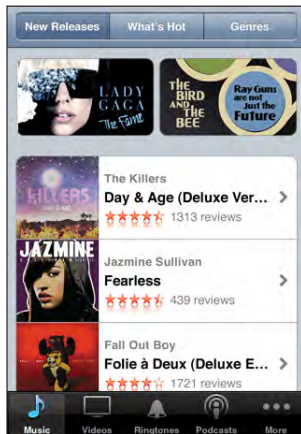 New Releases What's Hot Genres
LADY
GAGA
The Fame
THE
BIRD
AND
THE
BEE
Ray Guns
are not
Just the
Future
KILLERS
The Killers
Day & Age (Deluxe Ver...
1313 reviews
JAZMINE
Jazmine Sullivan
Fearless
439 reviews
Fall Out Boy
Folie à Deux (Deluxe E...
1721 reviews
Music Videos Ringtones Podcasts More